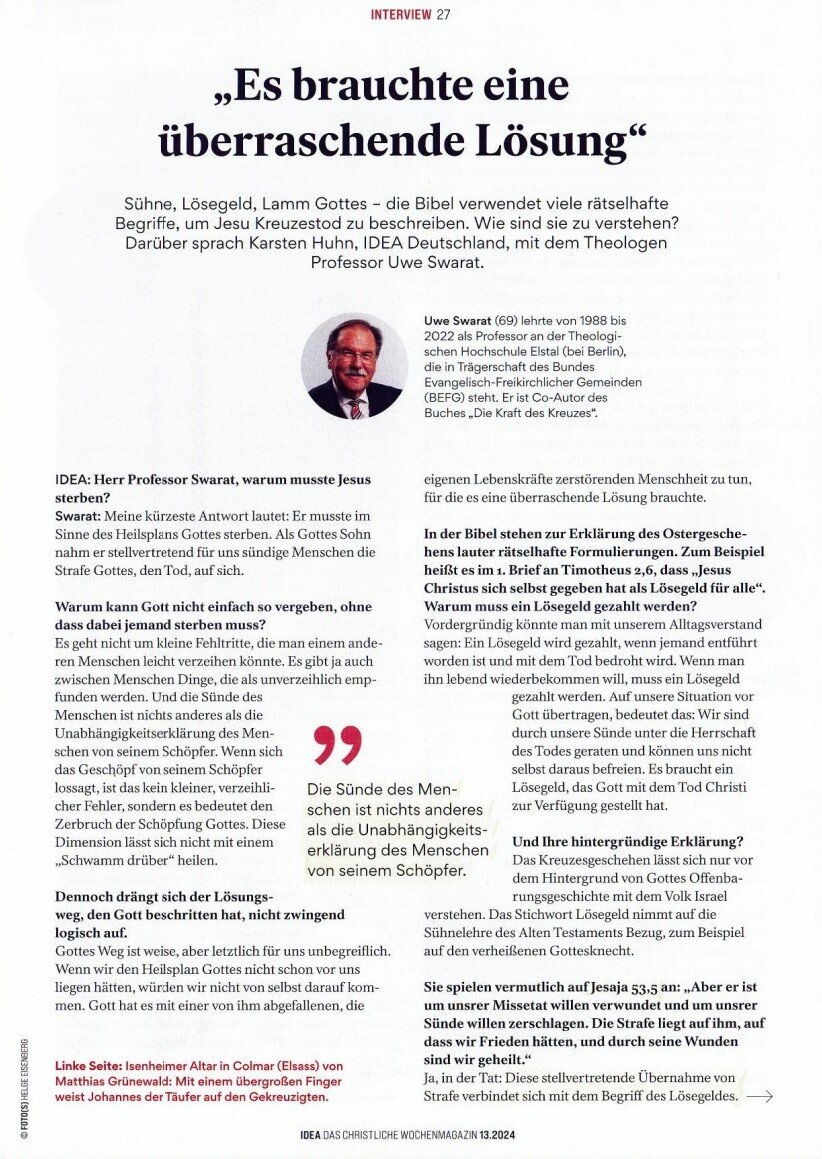 INTERVIEW 27
„Es brauchte eine
überraschende Lösung“
Sühne, Lösegeld, Lamm Gottes – die Bibel verwendet viele rätselhafte
Begriffe, um Jesu Kreuzestod zu beschreiben. Wie sind sie zu verstehen?
Darüber sprach Karsten Huhn, IDEA Deutschland, mit dem Theologen
Professor Uwe Swarat.
Uwe Swarat (69) lehrte von 1988 bis
2022 als Professor an der Theologi-
schen Hochschule Elstal (bei Berlin),
die in Trägerschaft des Bundes
Evangelisch-Freikirchlicher Gemeinden
(BEFG) steht. Er ist Co-Autor des
Buches „Die Kraft des Kreuzes“.
IDEA: Herr Professor Swarat, warum musste Jesus
sterben?
Swarat: Meine kürzeste Antwort lautet: Er musste im
Sinne des Heilsplans Gottes sterben. Als Gottes Sohn
nahm er stellvertretend für uns sündige Menschen die
Strafe Gottes, den Tod, auf sich.
Warum kann Gott nicht einfach so vergeben, ohne
dass dabei jemand sterben muss?
Es geht nicht um kleine Fehltritte, die man einem ande-
ren Menschen leicht verzeihen könnte. Es gibt ja auch
zwischen Menschen Dinge, die als unverzeihlich emp-
funden werden. Und die Sünde des
Menschen ist nichts anderes als die
Unabhängigkeitserklärung des Men-
schen von seinem Schöpfer. Wenn sich
das Geschöpf von seinem Schöpfer
lossagt, ist das kein kleiner, verzeihli-
cher Fehler, sondern es bedeutet den
Zerbruch der Schöpfung Gottes. Diese
Dimension lässt sich nicht mit einem
„Schwamm drüber“ heilen.
Dennoch drängt sich der Lösungs-
weg, den Gott beschritten hat, nicht zwingend
logisch auf.
Gottes Weg ist weise, aber letztlich für uns unbegreiflich.
Wenn wir den Heilsplan Gottes nicht schon vor uns
liegen hätten, würden wir nicht von selbst darauf kom-
men. Gott hat es mit einer von ihm abgefallenen, die
Linke Seite: Isenheimer Altar in Colmar (Elsass) von
Matthias Grünewald: Mit einem übergroßen Finger
weist Johannes der Täufer auf den Gekreuzigten.
”
Die Sünde des Men-
schen ist nichts anderes
als die Unabhängigkeits-
erklärung des Menschen
von seinem Schöpfer.
eigenen Lebenskräfte zerstörenden Menschheit zu tun,
für die es eine überraschende Lösung brauchte.
In der Bibel stehen zur Erklärung des Ostergesche-
hens lauter rätselhafte Formulierungen. Zum Beispiel
heißt es im 1. Brief an Timotheus 2,6, dass „Jesus
Christus sich selbst gegeben hat als Lösegeld für alle“.
Warum muss ein Lösegeld gezahlt werden?
Vordergründig könnte man mit unserem Alltagsverstand
sagen: Ein Lösegeld wird gezahlt, wenn jemand entführt
worden ist und mit dem Tod bedroht wird. Wenn man
ihn lebend wiederbekommen will, muss ein Lösegeld
gezahlt werden. Auf unsere Situation vor
Gott übertragen, bedeutet das: Wir sind
durch unsere Sünde unter die Herrschaft
des Todes geraten und können uns nicht
selbst daraus befreien. Es braucht ein
Lösegeld, das Gott mit dem Tod Christi
zur Verfügung gestellt hat.
Und Ihre hintergründige Erklärung?
Das Kreuzesgeschehen lässt sich nur vor
dem Hintergrund von Gottes Offenba-
rungsgeschichte mit dem Volk Israel
verstehen. Das Stichwort Lösegeld nimmt auf die
Sühnelehre des Alten Testaments Bezug, zum Beispiel
auf den verheißenen Gottesknecht.
Sie spielen vermutlich auf Jesaja 53,5 an: „Aber er ist
um unsrer Missetat willen verwundet und um unsrer
Sünde willen zerschlagen. Die Strafe liegt auf ihm, auf
dass wir Frieden hätten, und durch seine Wunden
sind wir geheilt.“
Ja, in der Tat: Diese stellvertretende Übernahme von
Strafe verbindet sich mit dem Begriff des Lösegeldes. →
© FOTO(S) HELGE EISENBERG
IDEA DAS CHRISTLICHE WOCHENMAGAZIN 13.2024